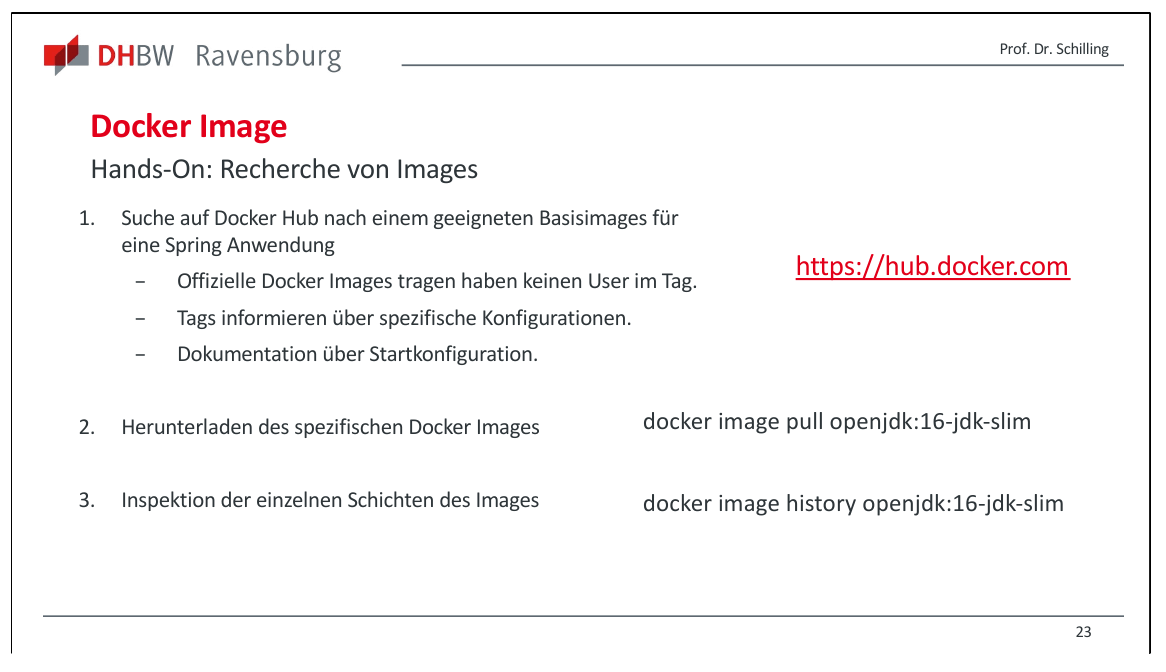 DHBW Ravensburg
Prof. Dr. Schilling
Docker Image
Hands-On: Recherche von Images
1. Suche auf Docker Hub nach einem geeigneten Basisimages für
eine Spring Anwendung
– Offizielle Docker Images tragen haben keinen User im Tag.
– Tags informieren über spezifische Konfigurationen.
– Dokumentation über Startkonfiguration.
https://hub.docker.com
2. Herunterladen des spezifischen Docker Images
docker image pull openjdk:16-jdk-slim
3. Inspektion der einzelnen Schichten des Images
docker image history openjdk:16-jdk-slim
23